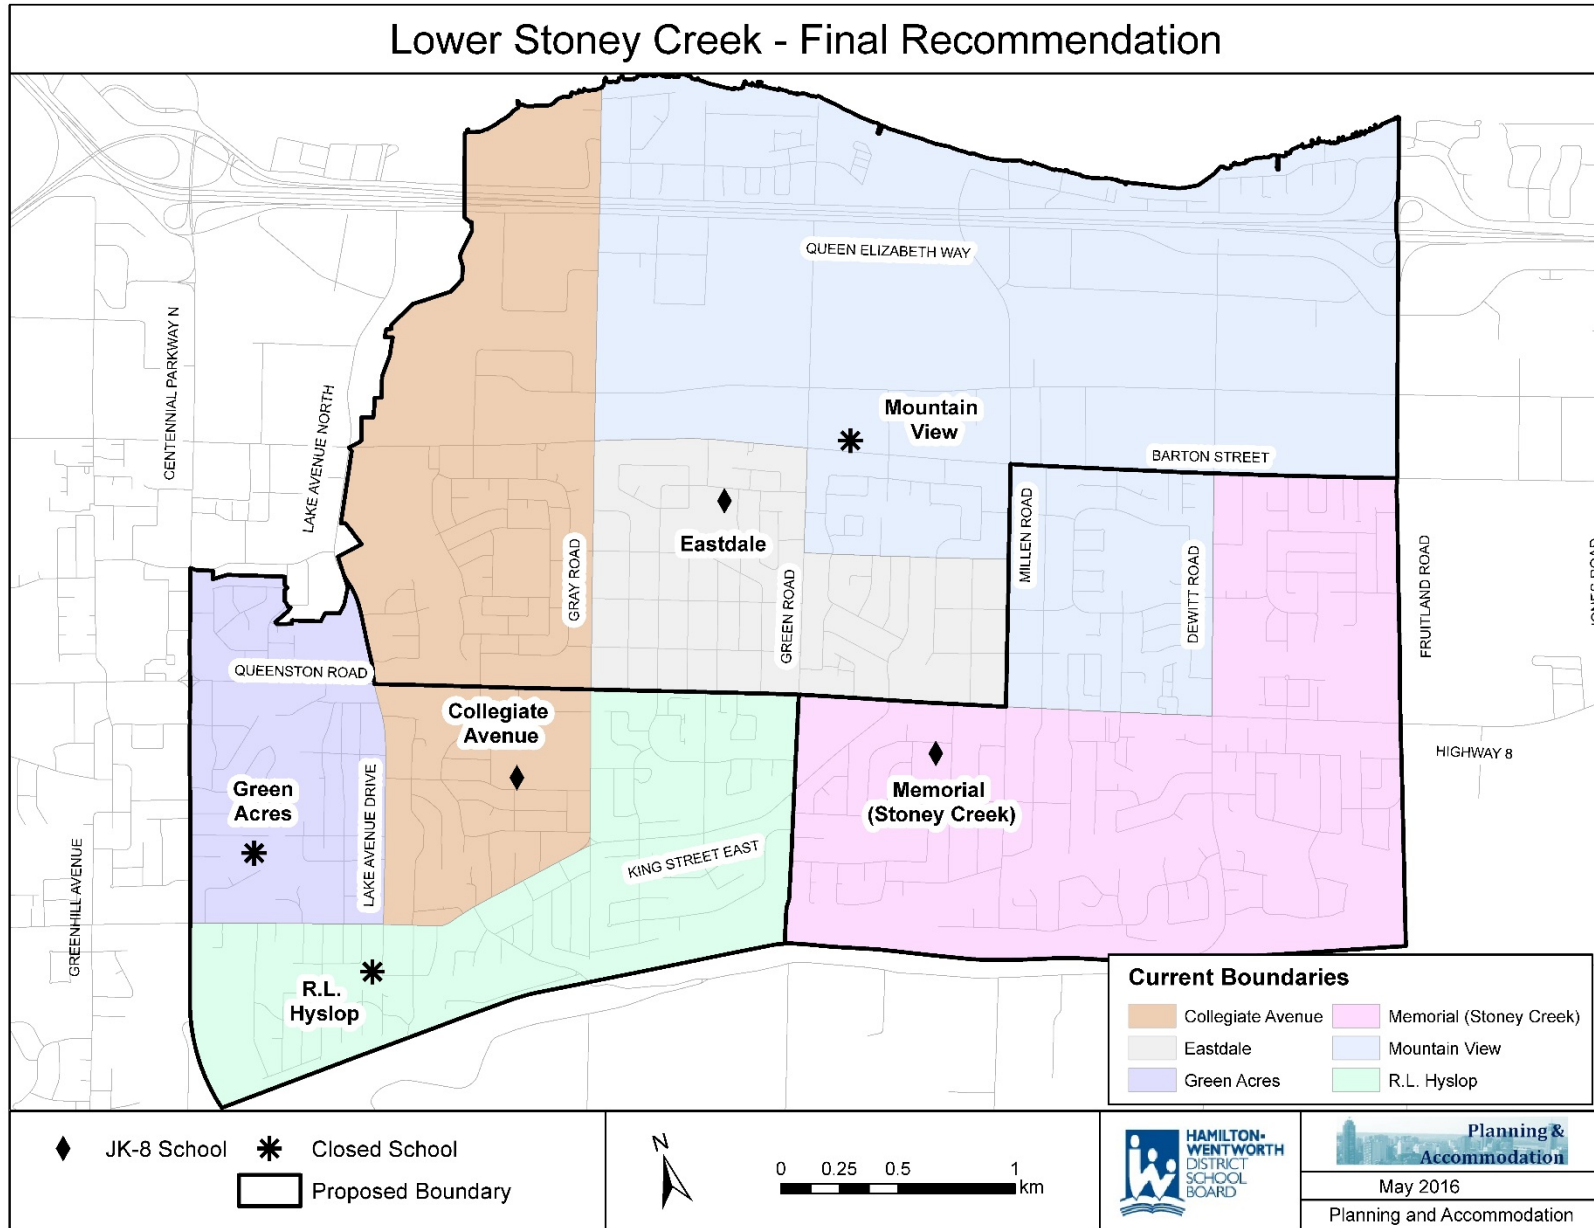 Lower Stoney Creek - Final Recommendation
QUEEN ELIZABETH WAY
CENTENNIAL PARKWAY N
LAKE AVENUE NORTH
Mountain
View
BARTON STREET
Eastdale
GRAY ROAD
GREEN ROAD
MILLEN ROAD
DEWITT ROAD
FRUITLAND ROAD
QUEENSTON ROAD
Collegiate
Avenue
HIGHWAY 8
Green
Acres
LAKE AVENUE DRIVE
Memorial
(Stoney Creek)
KING STREET EAST
GREENHILL AVENUE
R.L.
Hyslop
Current Boundaries
Collegiate Avenue
Memorial (Stoney Creek)
Eastdale
Mountain View
Green Acres
R.L. Hyslop
JK-8 School
Closed School
Proposed Boundary
N
0 0.25 0.5 1
km
HAMILTON-
WENTWORTH
DISTRICT
SCHOOL
BOARD
Planning &
Accommodation
May 2016
Planning and Accommodation